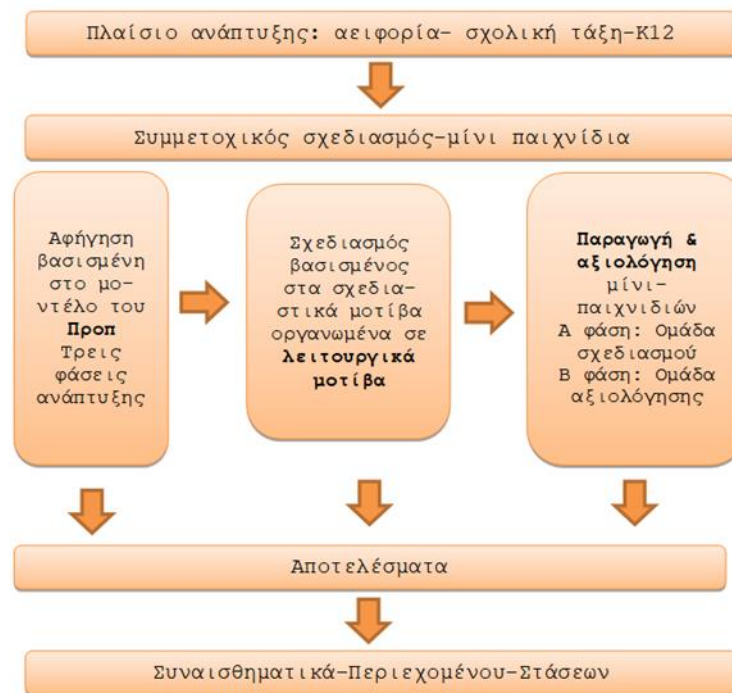 Πλαίσιο ανάπτυξης: αειφορία- σχολική τάξη-Κ12
Συμμετοχικός σχεδιασμός-μίνι παιχνίδια
Αφήγηση
βασισμένη
στο μο-
ντέλο του
Προπ
Τρεις
φάσεις
ανάπτυξης
Σχεδιασμός
βασισμένος
στα σχεδια-
στικά μοτίβα
οργανωμένα σε
λειτουργικά
μοτίβα
Παραγωγή &
αξιολόγηση
μίνι-
παιχνιδιών
Α φάση: Ομάδα
σχεδιασμού
Β φάση: Ομάδα
αξιολόγησης
Αποτελέσματα
Συναισθηματικά-Περιεχομένου-Στάσεων